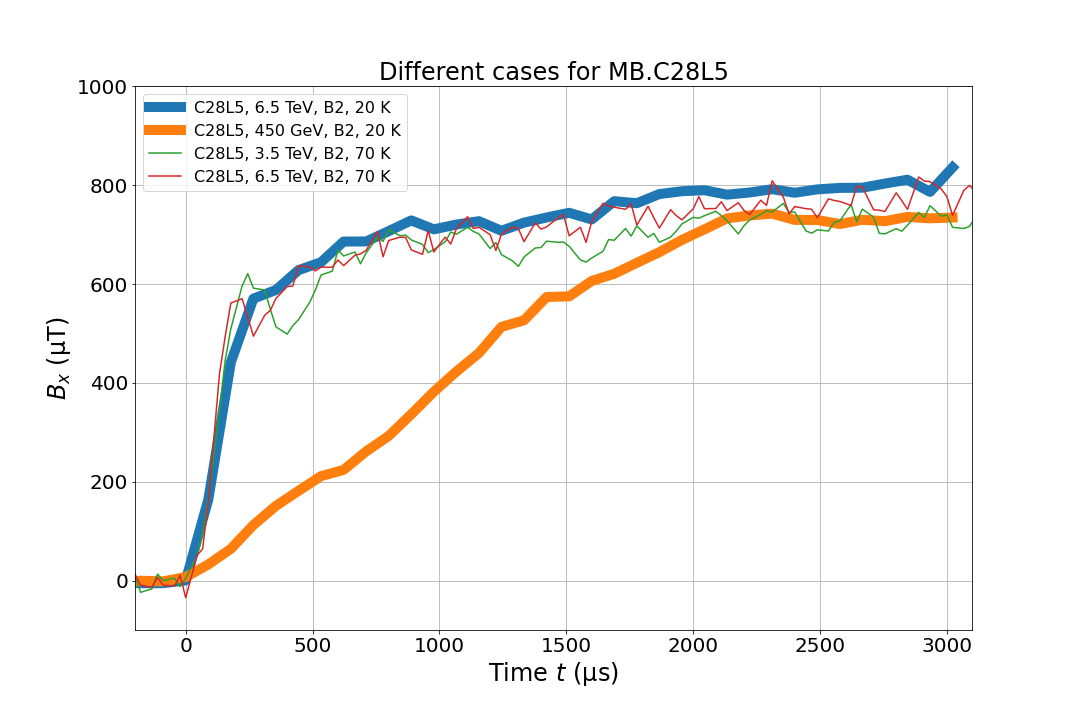 Different cases for MB.C28L5
C28L5, 6.5 TeV, B2, 20 K
C28L5, 450 GeV, B2, 20 K
C28L5, 3.5 TeV, B2, 70 K
C28L5, 6.5 TeV, B2, 70 K
1000
800
600
400
200
0
Bx (μT)
0 500 1000 1500 2000 2500 3000
Time t (μs)